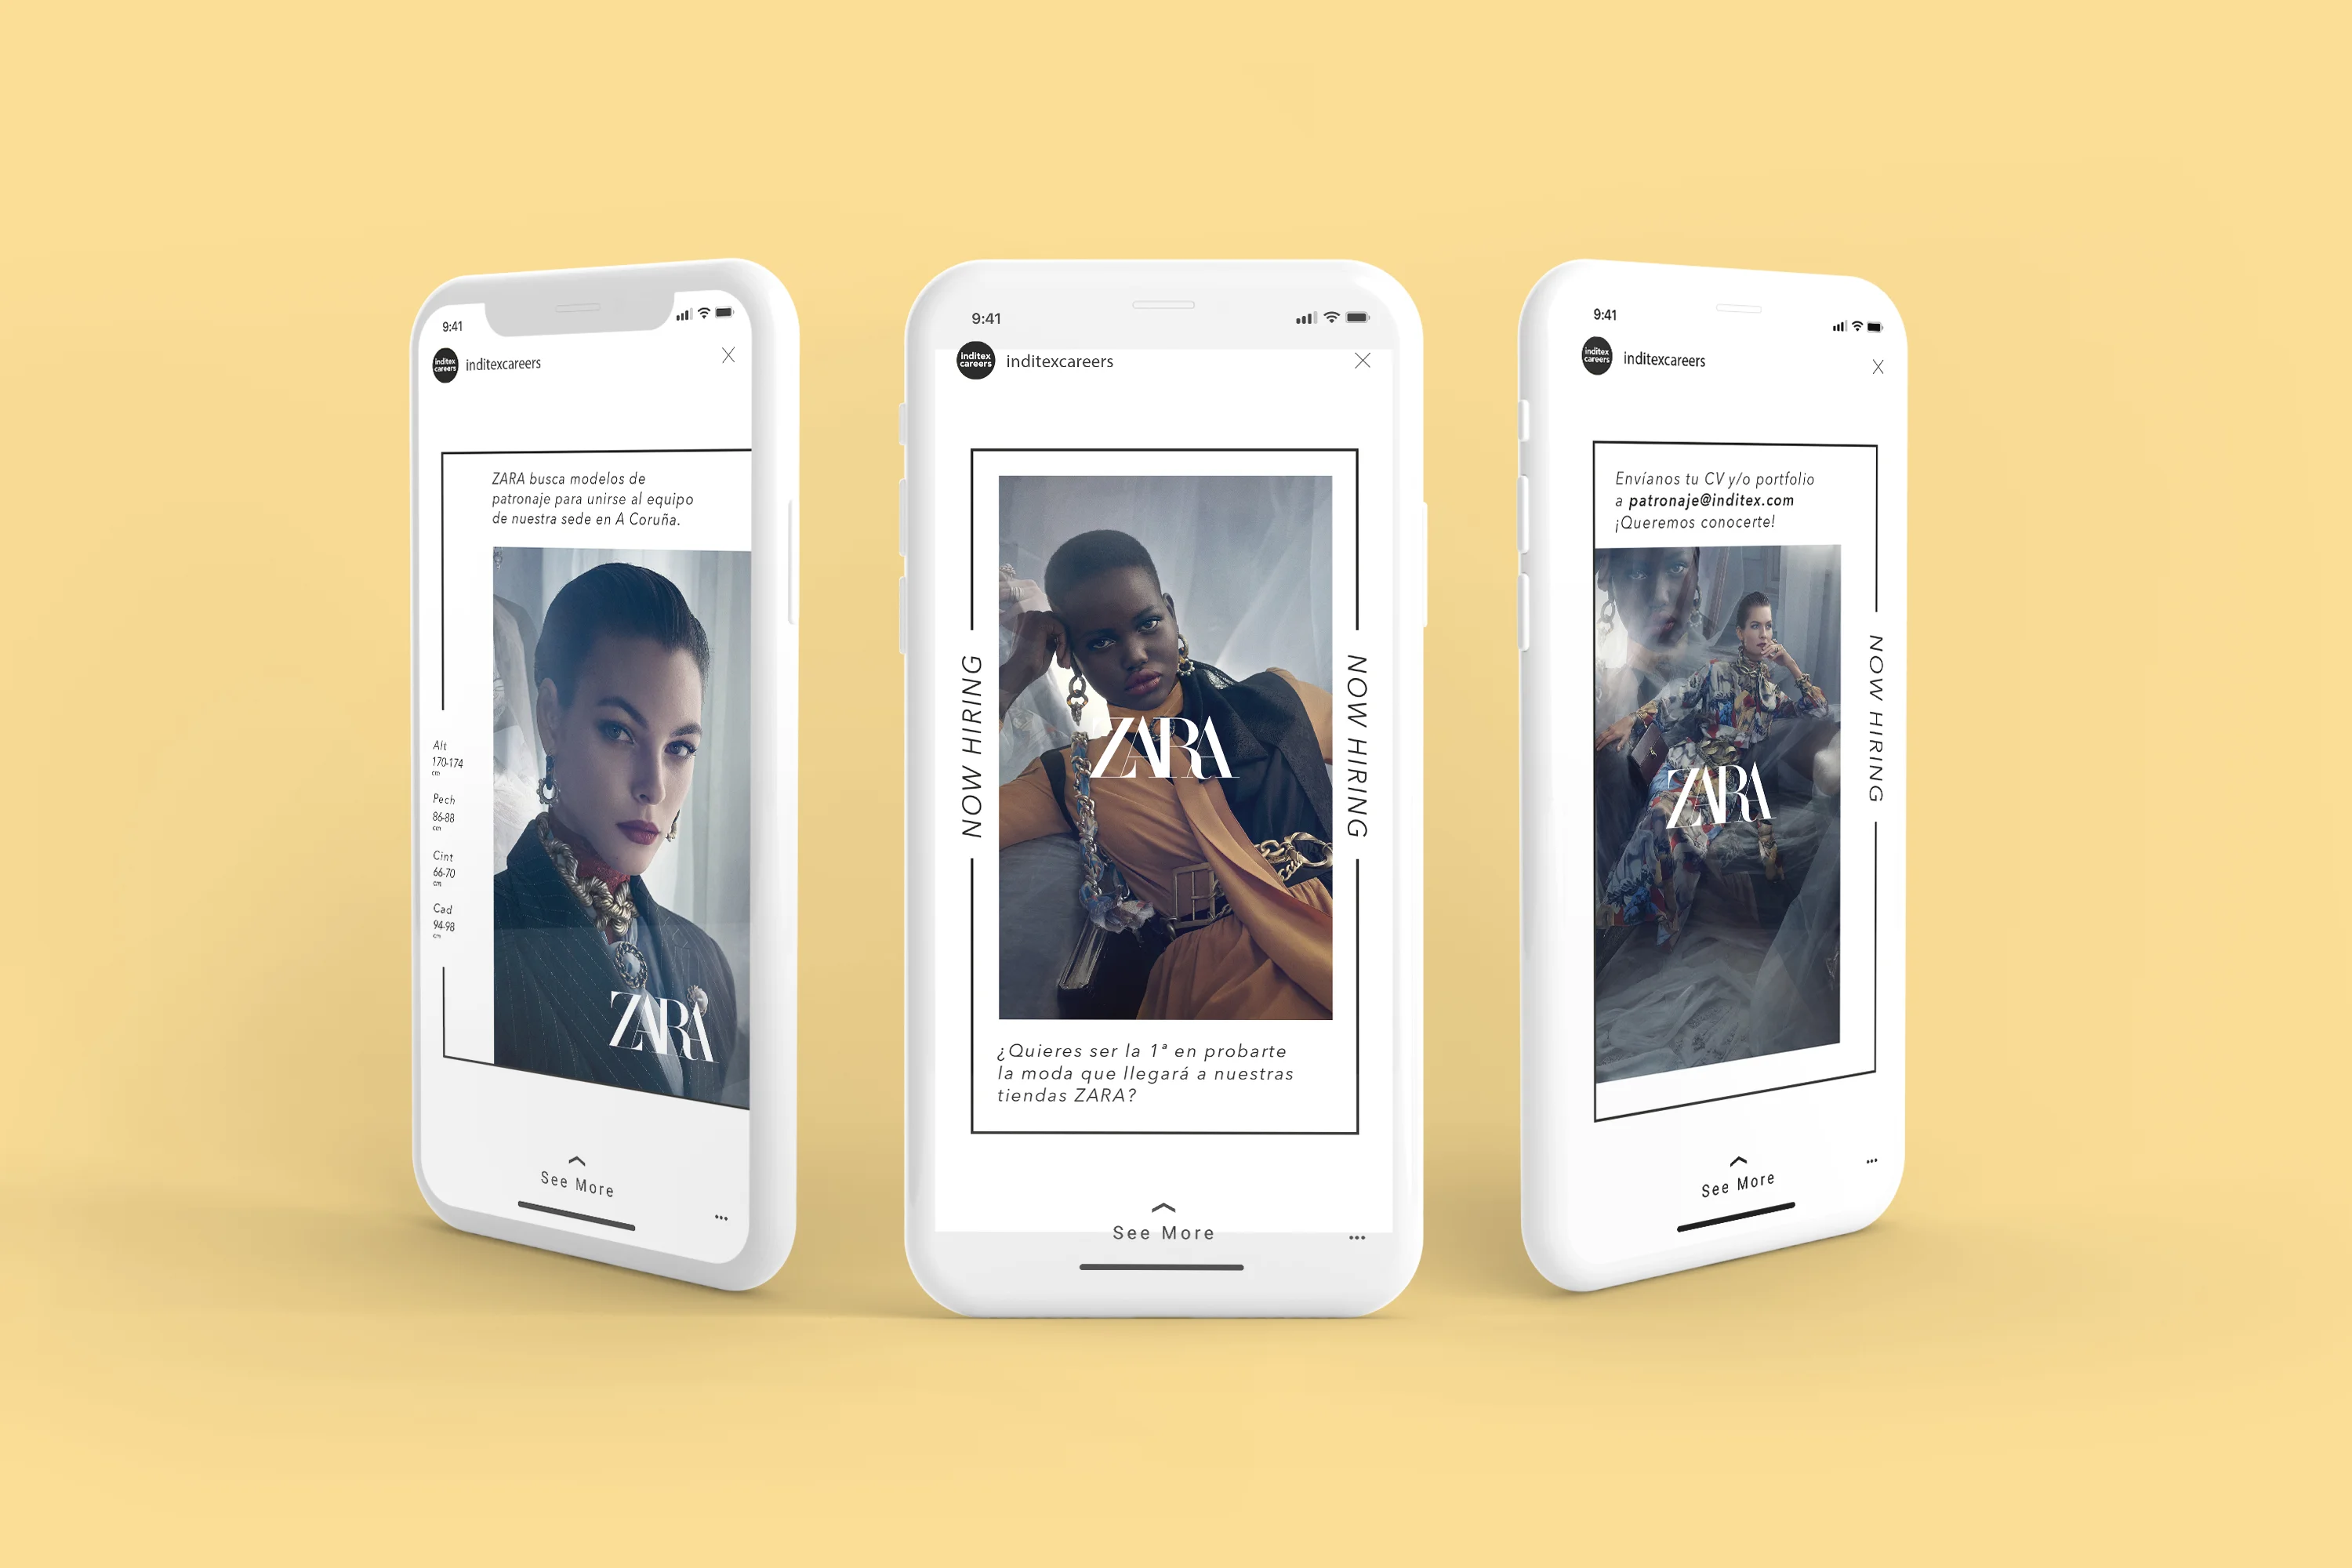 9:41
inditex
careers
inditexcareers
ZARA busca modelos de
patronaje para unirse al equipo
de nuestra sede en A Coruña.
Alt
170-174
cm
Pech
86-88
cm
Cint
66-70
cm
Cad
94-98
cm
ZARA
See More
9:41
inditex
careers
inditexcareers
NOW HIRING
NOW HIRING
ZARA
¿Quieres ser la 1ª en probarte
la moda que llegará a nuestras
tiendas ZARA?
See More
9:41
inditex
careers
inditexcareers
Envíanos tu CV y/o portfolio
a patronaje@inditex.com
¡Queremos conocerte!
NOW HIRING
ZARA
See More